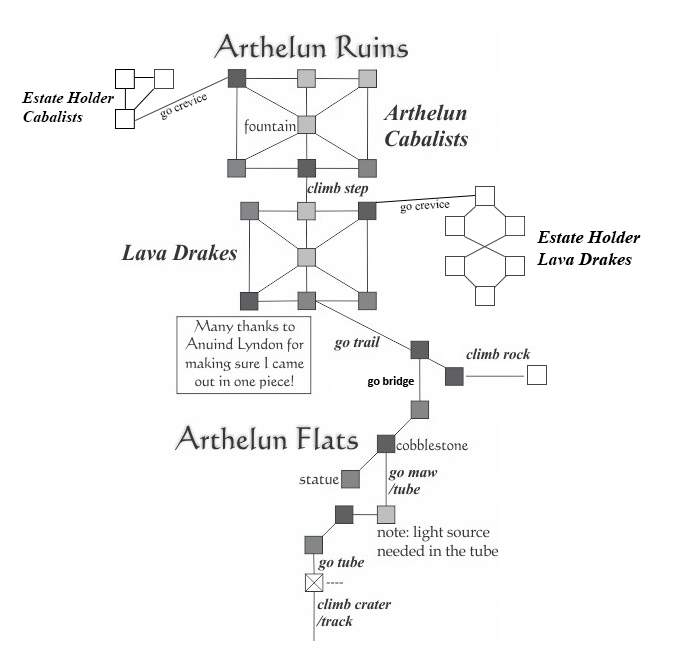 Arthelun Ruins
Estate Holder
Cabalists
go crevice
fountain
Arthelun
Cabalists
climb step
go crevice
Lava Drakes
Estate Holder
Lava Drakes
Many thanks to
Anuind Lyndon for
making sure I came
out in one piece!
go trail
climb rock
go bridge
Arthelun Flats
cobblestone
statue
go maw
/tube
note: light source
needed in the tube
go tube
----
climb crater
/track